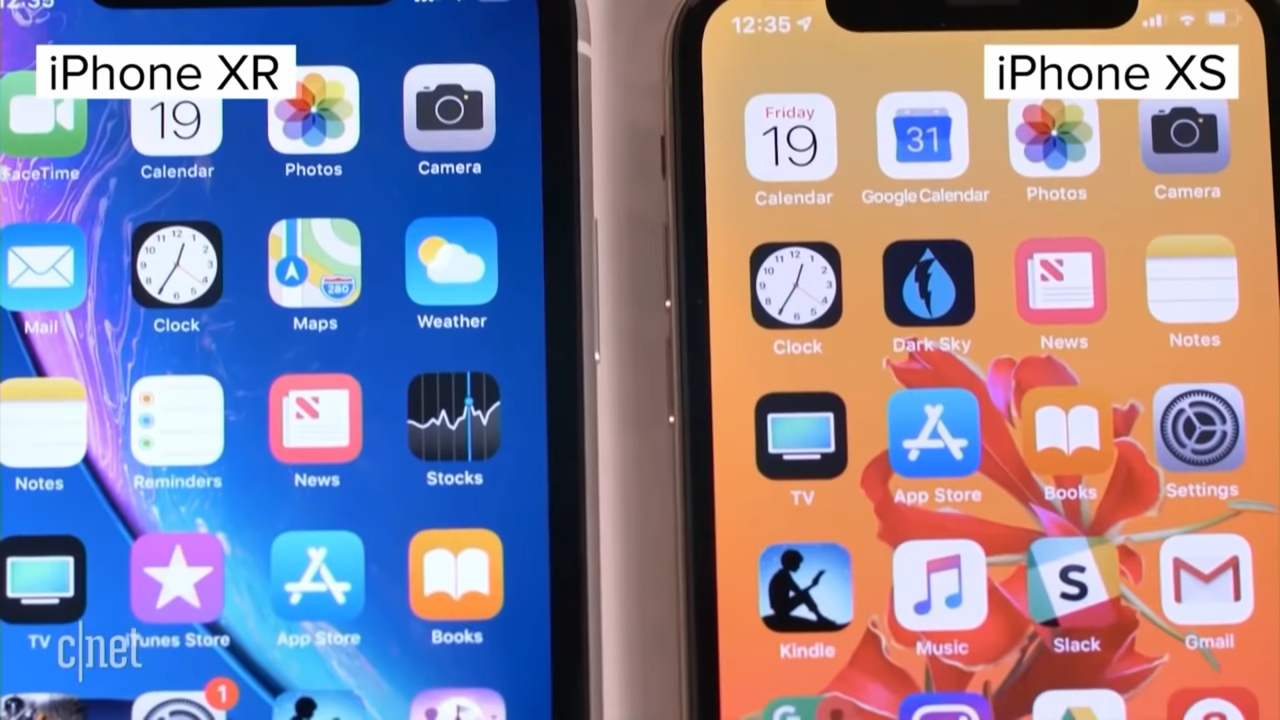 12:35
iPhone XR
FaceTime
19
Calendar
Photos
Camera
Mail
Clock
280
Maps
Weather
Notes
Reminders
News
Stocks
TV
iTunes Store
App Store
Books
1
c|net
12:35
iPhone XS
Friday
19
Calendar
31
Google Calendar
Photos
Camera
Clock
Dark Sky
News
Notes
TV
App Store
Books
Settings
Kindle
Music
S
Slack
Gmail
G